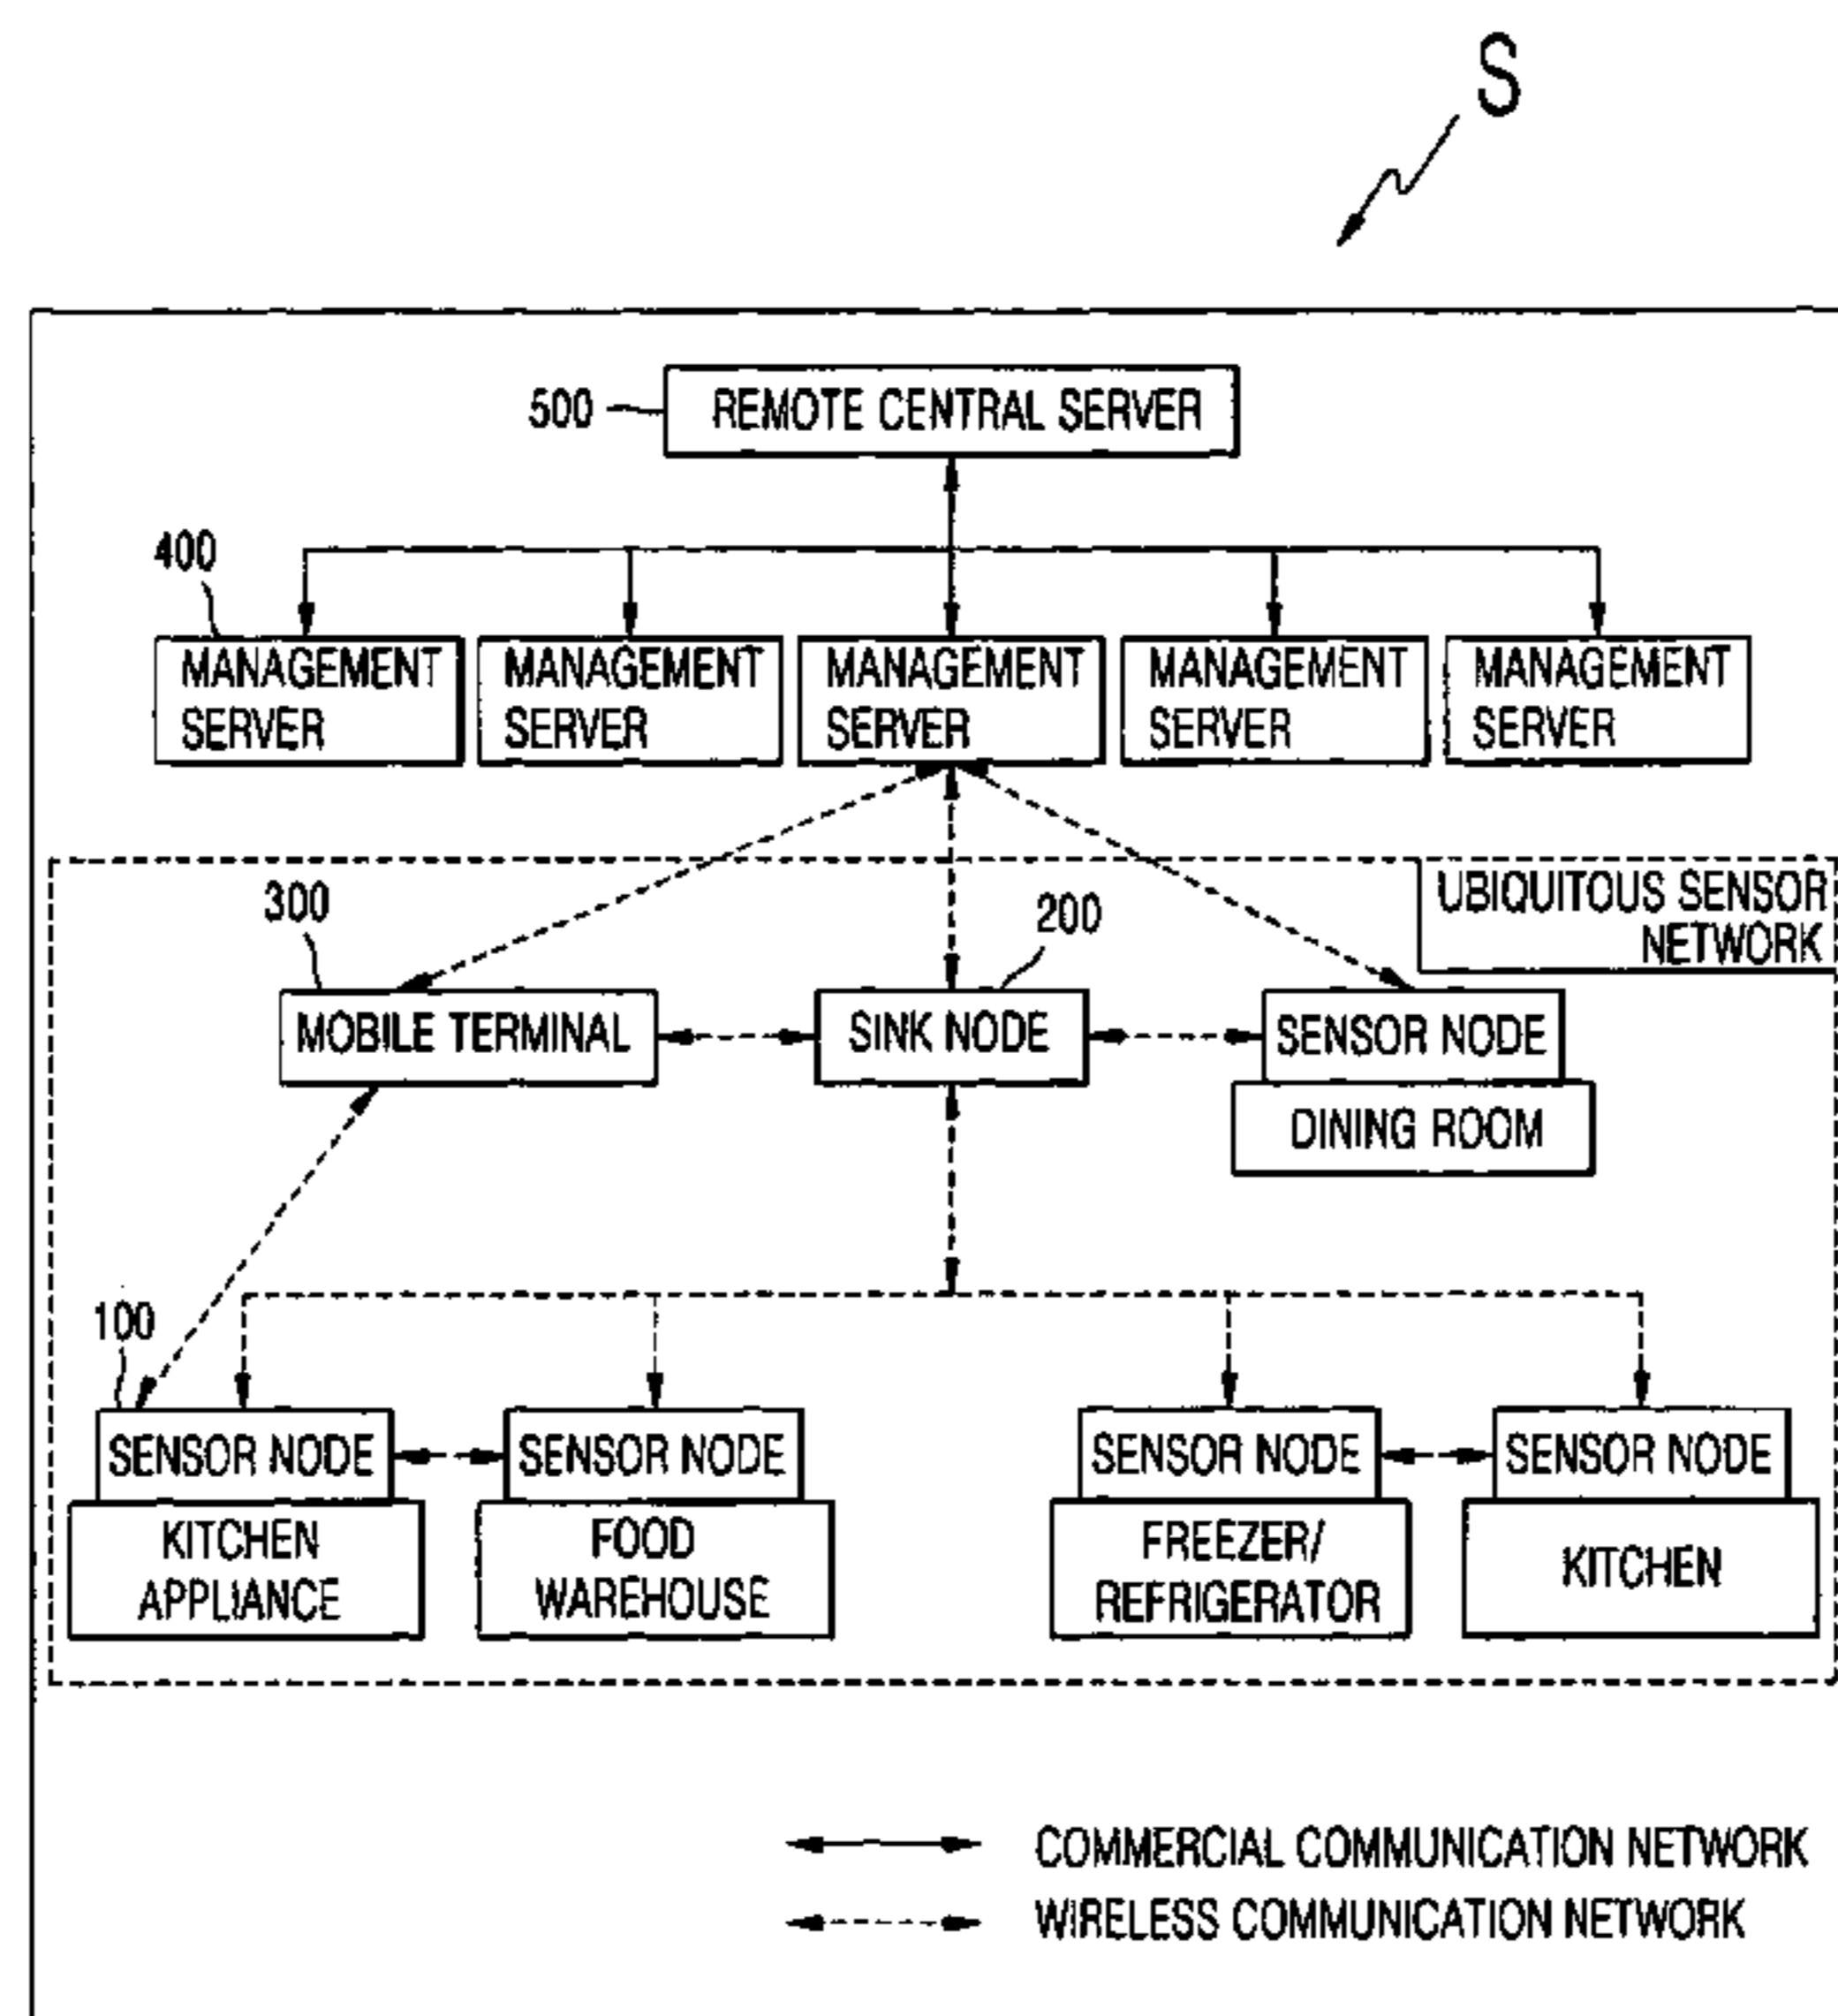 S
500
REMOTE CENTRAL SERVER
400
MANAGEMENT
SERVER
MANAGEMENT
SERVER
MANAGEMENT
SERVER
MANAGEMENT
SERVER
MANAGEMENT
SERVER
UBIQUITOUS SENSOR
NETWORK
300
200
MOBILE TERMINAL
SINK NODE
SENSOR NODE
DINING ROOM
100
SENSOR NODE
KITCHEN
APPLIANCE
SENSOR NODE
FOOD
WAREHOUSE
SENSOR NODE
FREEZER/
REFRIGERATOR
SENSOR NODE
KITCHEN
COMMERCIAL COMMUNICATION NETWORK
WIRELESS COMMUNICATION NETWORK